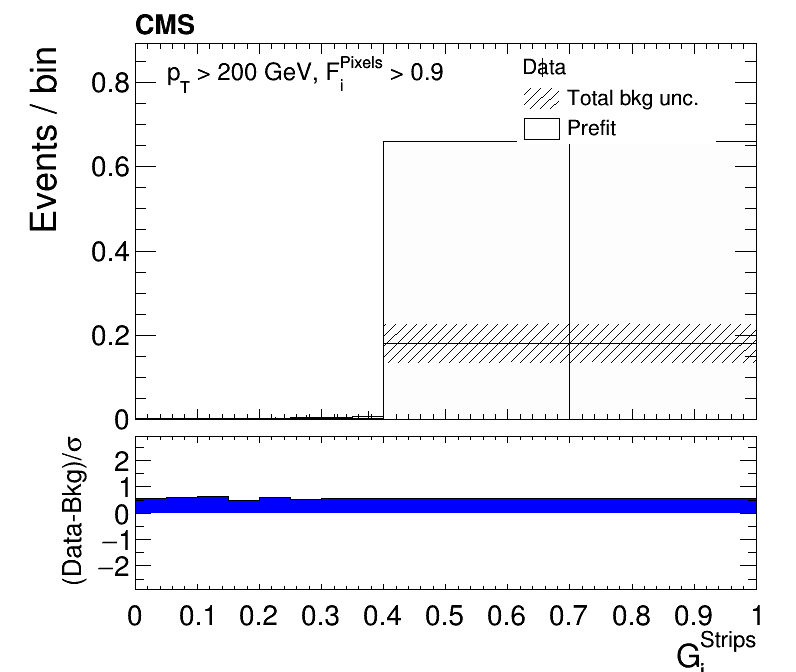 CMS
p_T > 200 GeV, F_i^Pixels > 0.9
Data
Total bkg unc.
Prefit
Events / bin
0.8
0.6
0.4
0.2
0
(Data-Bkg)/σ
2
1
0
−1
−2
0 0.1 0.2 0.3 0.4 0.5 0.6 0.7 0.8 0.9 1
G_i^Strips